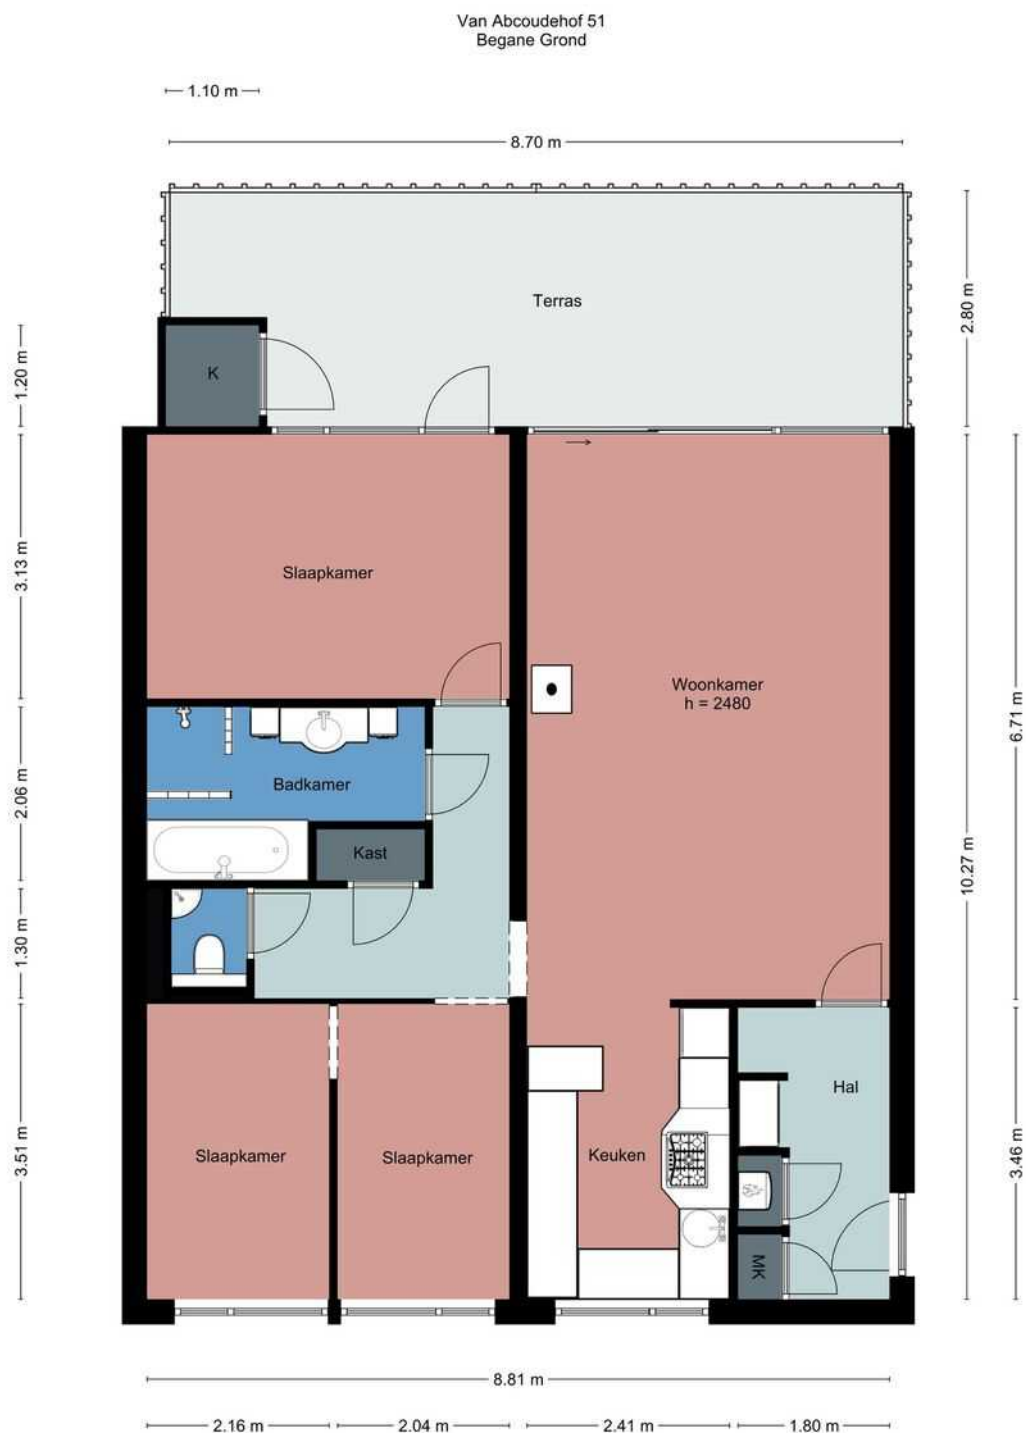 Van Abcoudehof 51
Begane Grond
1.10 m
8.70 m
Terras
2.80 m
1.20 m
K
3.13 m
Slaapkamer
Woonkamer
h = 2480
6.71 m
2.06 m
Badkamer
Kast
10.27 m
1.30 m
Hal
3.51 m
Slaapkamer
Slaapkamer
Keuken
3.46 m
MK
8.81 m
2.16 m
2.04 m
2.41 m
1.80 m